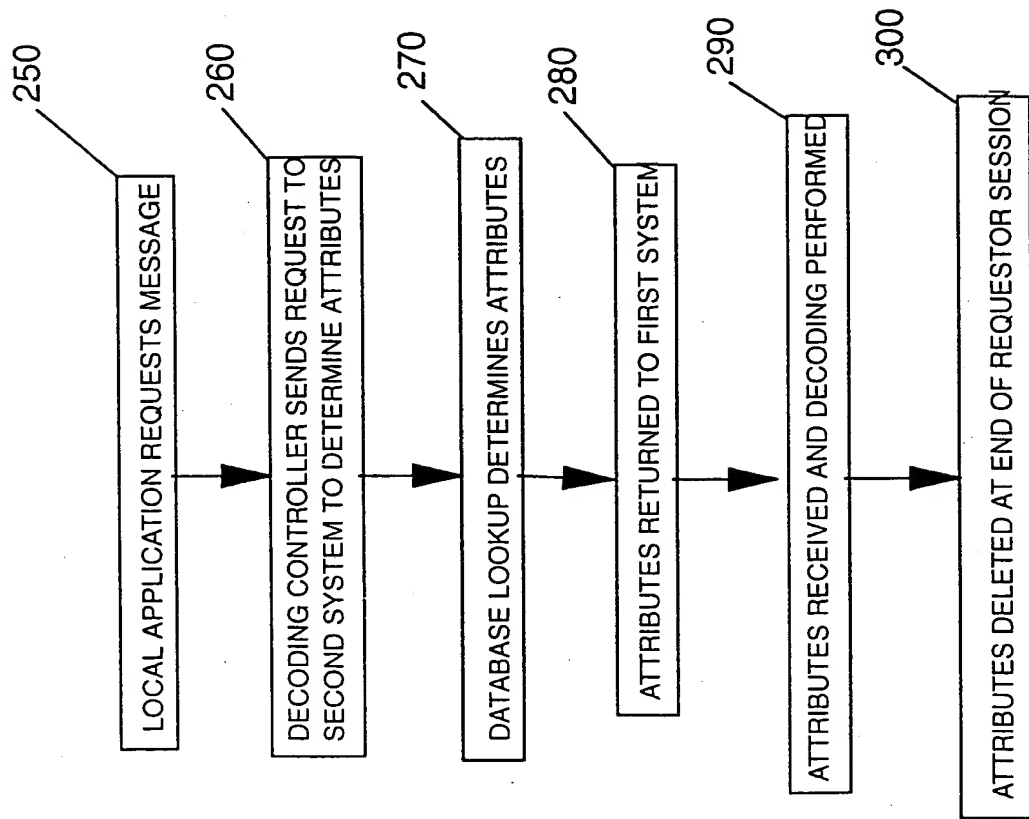 250
LOCAL APPLICATION REQUESTS MESSAGE
260
DECODING CONTROLLER SENDS REQUEST TO
SECOND SYSTEM TO DETERMINE ATTRIBUTES
270
DATABASE LOOKUP DETERMINES ATTRIBUTES
280
ATTRIBUTES RETURNED TO FIRST SYSTEM
290
ATTRIBUTES RECEIVED AND DECODING PERFORMED
300
ATTRIBUTES DELETED AT END OF REQUESTOR SESSION